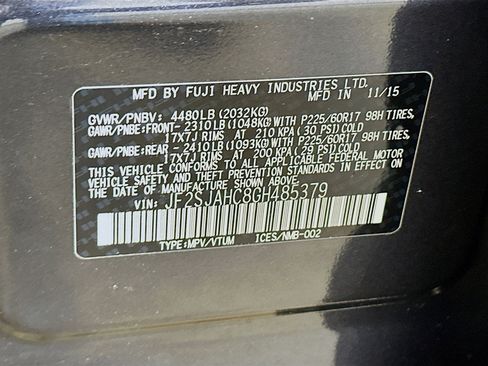 MFD BY FUJI HEAVY INDUSTRIES LTD.
MFD IN 11/15
GVWR/PNBV: 4480LB (2032KG)
GAWR/PNBE:FRONT-2310LB(1048KG)WITH P225/60R17 98H TIRES,
17X7J RIMS AT 210 KPA(30 PSI)COLD
GAWR/PNBE:REAR -2410LB(1093KG)WITH P225/60R17 98H TIRES,
17X7J RIMS AT 200 KPA(29 PSI)COLD
THIS VEHICLE CONFORMS TO ALL APPLICABLE FEDERAL MOTOR
VEHICLE SAFETY AND THEFT PREVENTION STANDARDS IN EFFECT
ON THE DATE OF MANUFACTURE SHOWN ABOVE.
VIN: JF2SJAHC8GH485379
TYPE:MPV/VTUM ICES/NMB-002